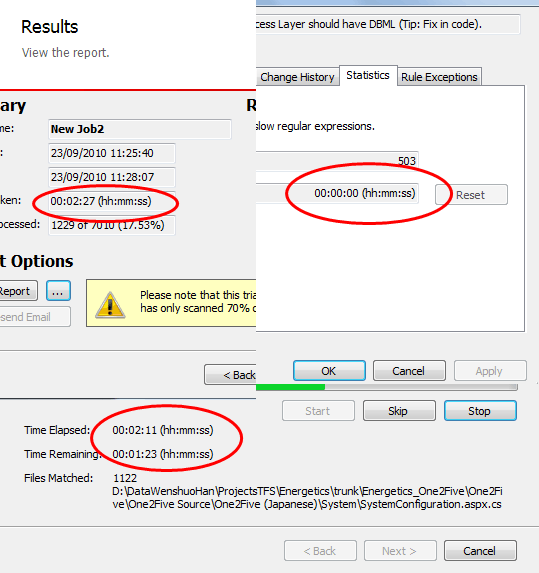 Results
View the report.
ary
me: New Job2
: 23/09/2010 11:25:40
23/09/2010 11:28:07
ken: 00:02:27 (hh:mm:ss)
ocessed: 1229 of 7010 (17.53%)
t Options
Report ...
send Email
Please note that this tria
has only scanned 70% o
< Back
cess Layer should have DBML (Tip: Fix in code).
Change History Statistics Rule Exceptions
R
slow regular expressions.
503
00:00:00 (hh:mm:ss) Reset
OK Cancel Apply
Start Skip Stop
Time Elapsed: 00:02:11 (hh:mm:ss)
Time Remaining: 00:01:23 (hh:mm:ss)
Files Matched: 1122
D:\DataWenshuoHan\ProjectsTFS\Energetics\trunk\Energetics_One2Five\One2Fi
ve\One2Five Source\One2Five (Japanese)\System\SystemConfiguration.aspx.cs
< Back Next > Cancel